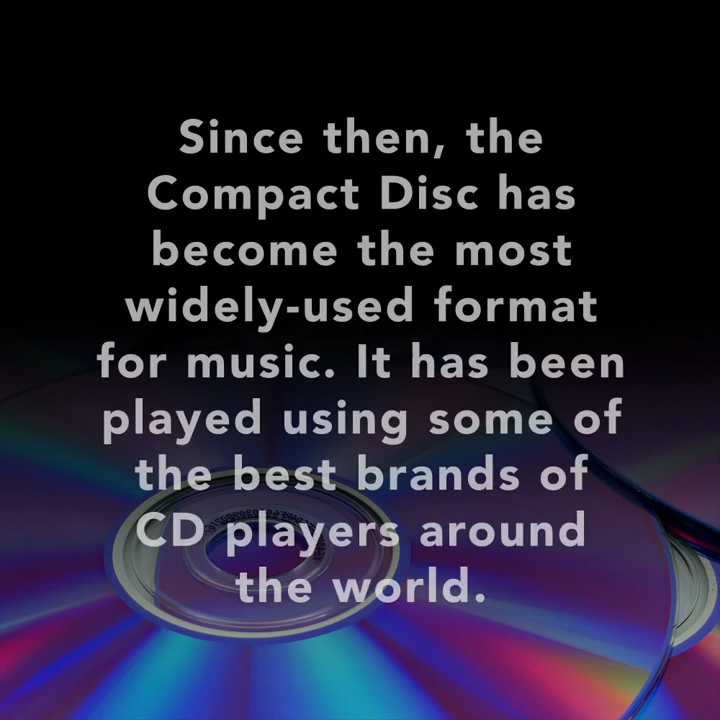 Since then, the
Compact Disc has
become the most
widely-used format
for music. It has been
played using some of
the best brands of
CD players around
the world.